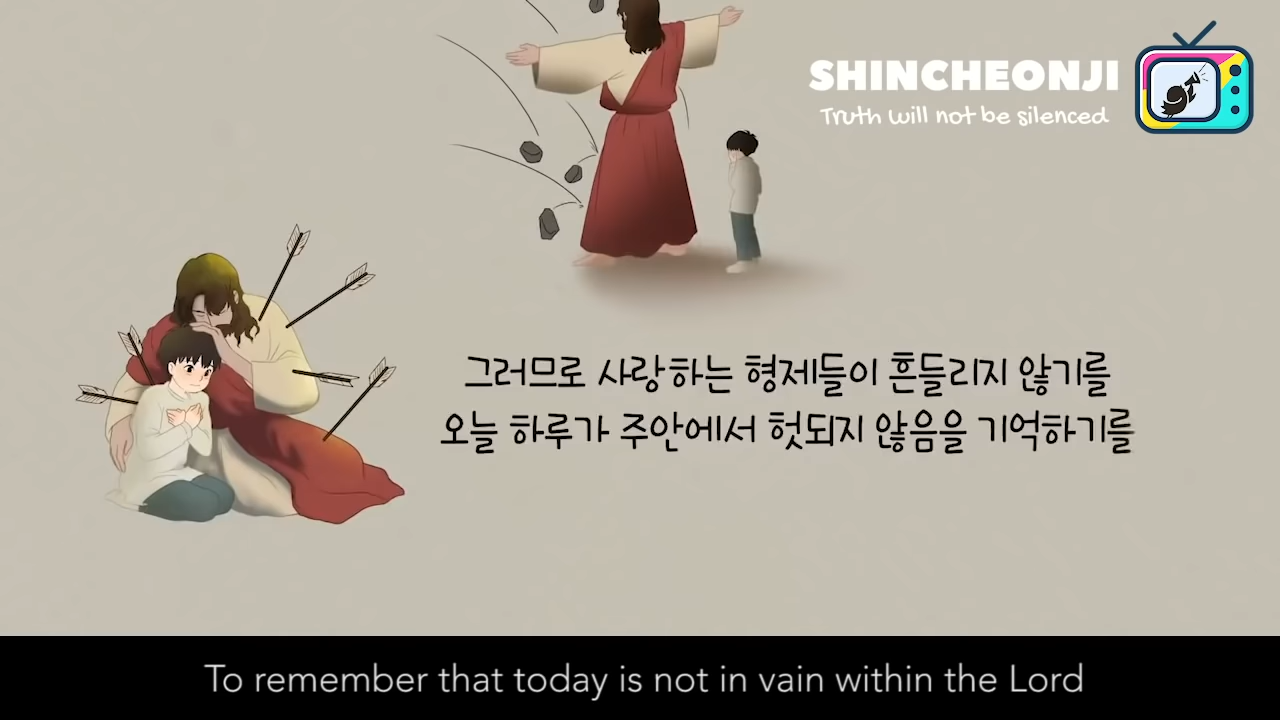 SHINCHEONJI
Truth will not be silenced
그러므로 사랑하는 형제들이 흔들리지 않기를
오늘 하루가 주안에서 헛되지 않음을 기억하기를
To remember that today is not in vain within the Lord